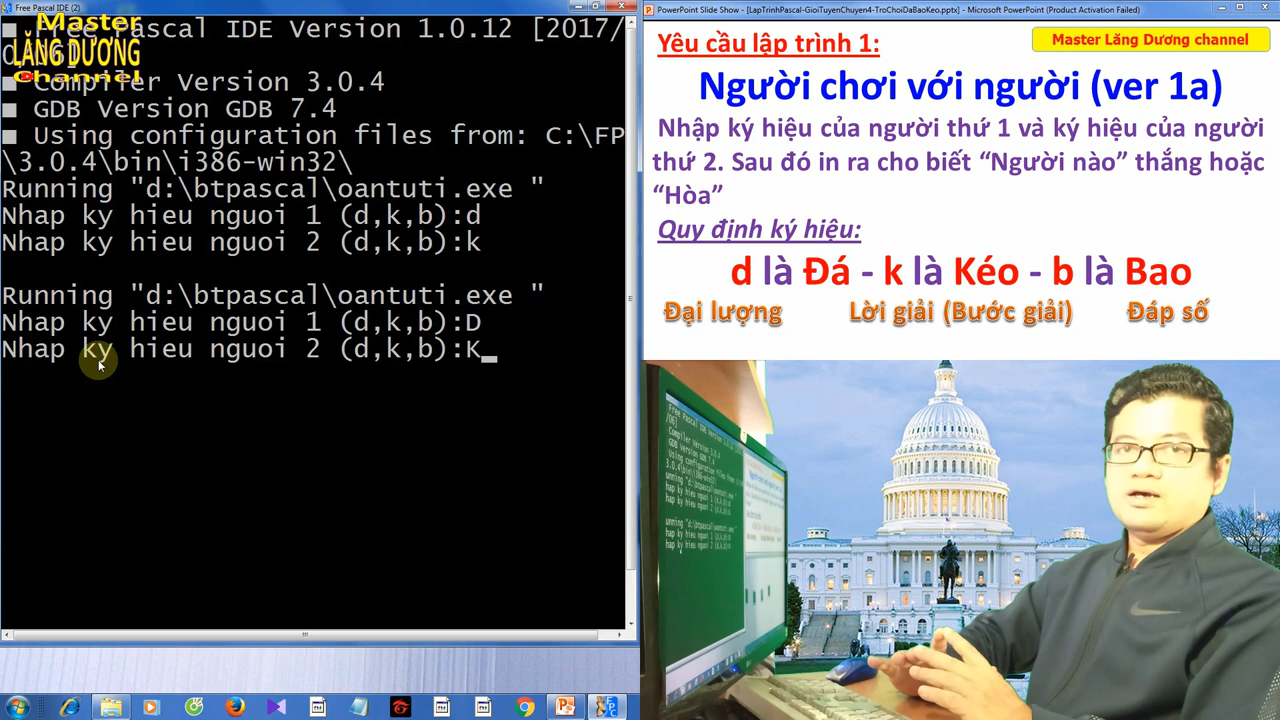 Free Pascal IDE (2)
■ Free Pascal IDE Version 1.0.12 [2017/
Master
LĂNG DƯƠNG
Channel
■ Compiler Version 3.0.4
■ GDB Version GDB 7.4
■ Using configuration files from: C:\FP
\3.0.4\bin\i386-win32\
Running "d:\btpascal\oantuti.exe "
Nhap ky hieu nguoi 1 (d,k,b):d
Nhap ky hieu nguoi 2 (d,k,b):k
Running "d:\btpascal\oantuti.exe "
Nhap ky hieu nguoi 1 (d,k,b):D
Nhap ky hieu nguoi 2 (d,k,b):K_
PowerPoint Slide Show - [LapTrinhPascal-GioiTuyenChuyen4-TroChoiDaBaoKeo.pptx] - Microsoft PowerPoint (Product Activation Failed)
Yêu cầu lập trình 1:
Master Lăng Dương channel
Người chơi với người (ver 1a)
Nhập ký hiệu của người thứ 1 và ký hiệu của người
thứ 2. Sau đó in ra cho biết “Người nào” thắng hoặc
“Hòa”
Quy định ký hiệu:
d là Đá - k là Kéo - b là Bao
Đại lượng Lời giải (Bước giải) Đáp số